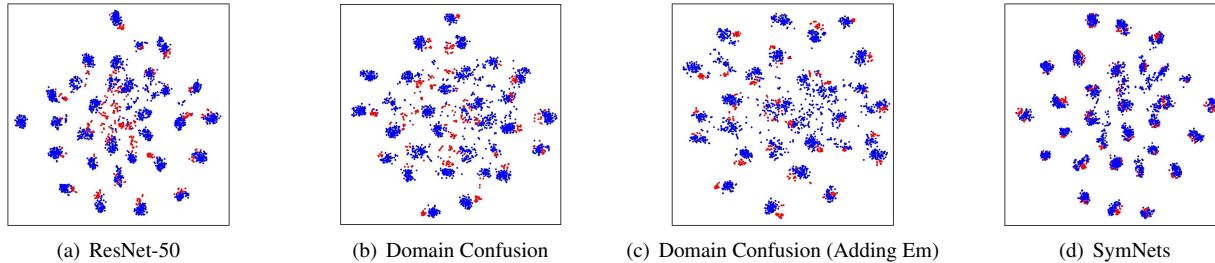 (a) ResNet-50
(b) Domain Confusion
(c) Domain Confusion (Adding Em)
(d) SymNets